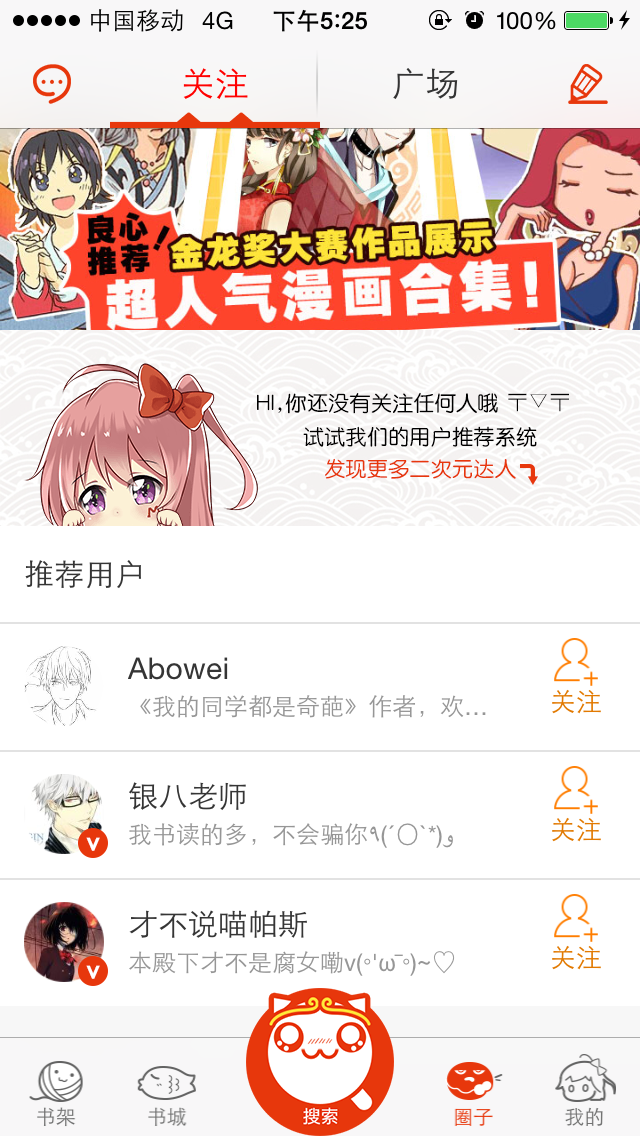 中国移动 4G 下午5:25 100%
关注 广场
良心
推荐!
金龙奖大赛作品展示
超人气漫画合集!
HI,你还没有关注任何人哦 〒▽〒
试试我们的用户推荐系统
发现更多二次元达人
推荐用户
Abowei
《我的同学都是奇葩》作者，欢...
关注
银八老师
我书读的多，不会骗你٩(´〇`*)و
关注
才不说喵帕斯
本殿下才不是腐女嘞v(◦'ω‾◦)~♡
关注
书架 书城 搜索 圈子 我的